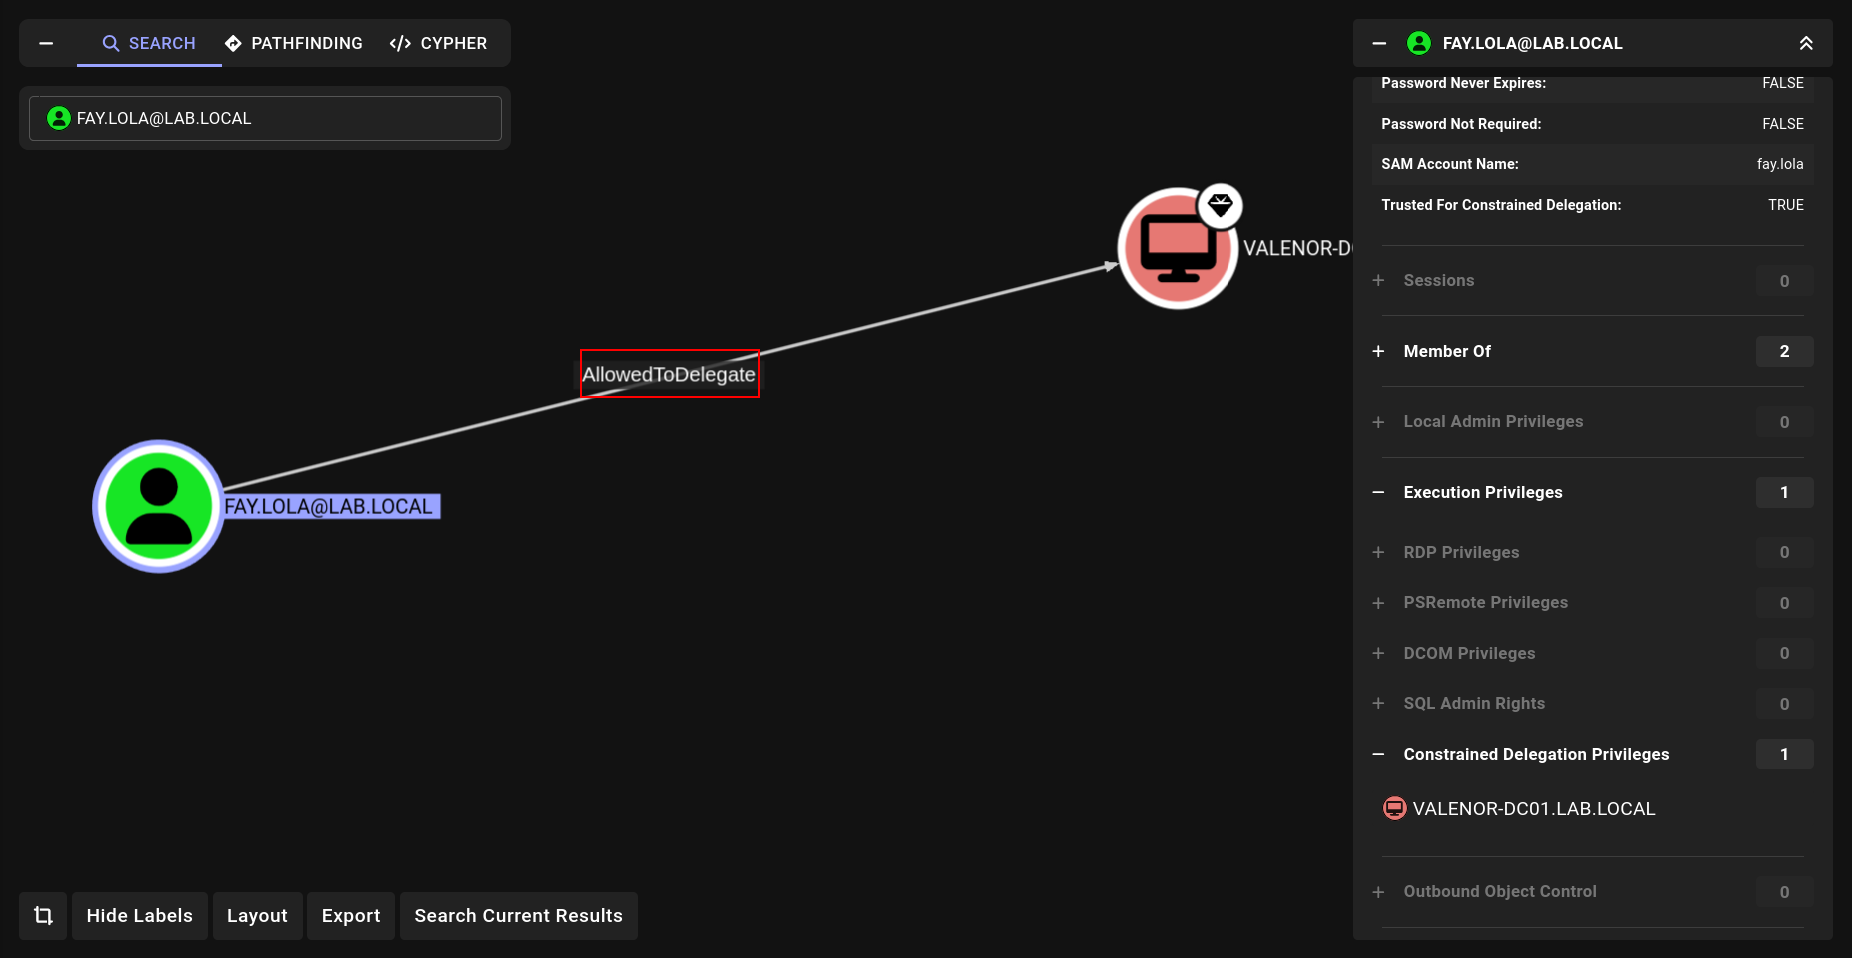 SEARCH PATHFINDING CYPHER
FAY.LOLA@LAB.LOCAL
VALENOR-DC
AllowedToDelegate
FAY.LOLA@LAB.LOCAL
Hide Labels Layout Export Search Current Results
FAY.LOLA@LAB.LOCAL
Password Never Expires: FALSE
Password Not Required: FALSE
SAM Account Name: fay.lola
Trusted For Constrained Delegation: TRUE
Sessions 0
Member Of 2
Local Admin Privileges 0
Execution Privileges 1
RDP Privileges 0
PSRemote Privileges 0
DCOM Privileges 0
SQL Admin Rights 0
Constrained Delegation Privileges 1
VALENOR-DC01.LAB.LOCAL
Outbound Object Control 0